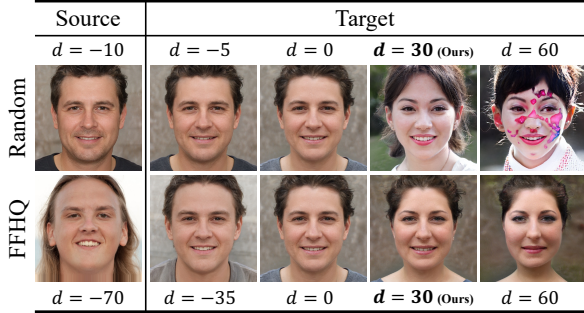 Source Target
d = −10 d = −5 d = 0 d = 30 (Ours) d = 60
Random
FFHQ
d = −70 d = −35 d = 0 d = 30 (Ours) d = 60